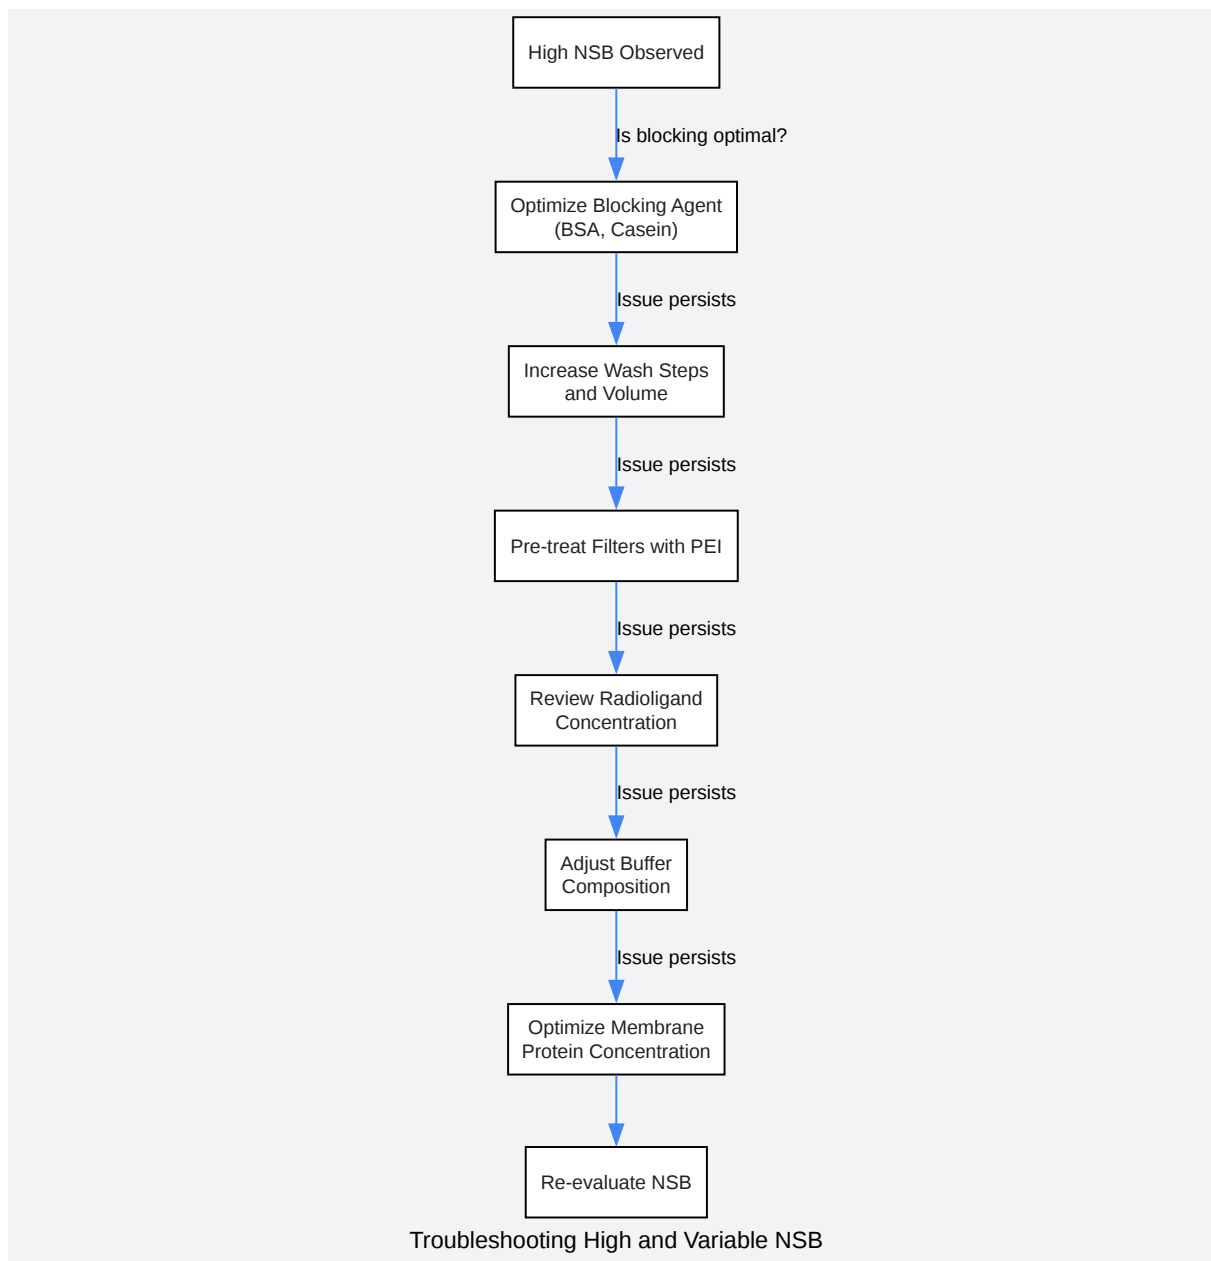 High NSB Observed
Is blocking optimal?
Optimize Blocking Agent
(BSA, Casein)
Issue persists
Increase Wash Steps
and Volume
Issue persists
Pre-treat Filters with PEI
Issue persists
Review Radioligand
Concentration
Issue persists
Adjust Buffer
Composition
Issue persists
Optimize Membrane
Protein Concentration
Re-evaluate NSB
Troubleshooting High and Variable NSB